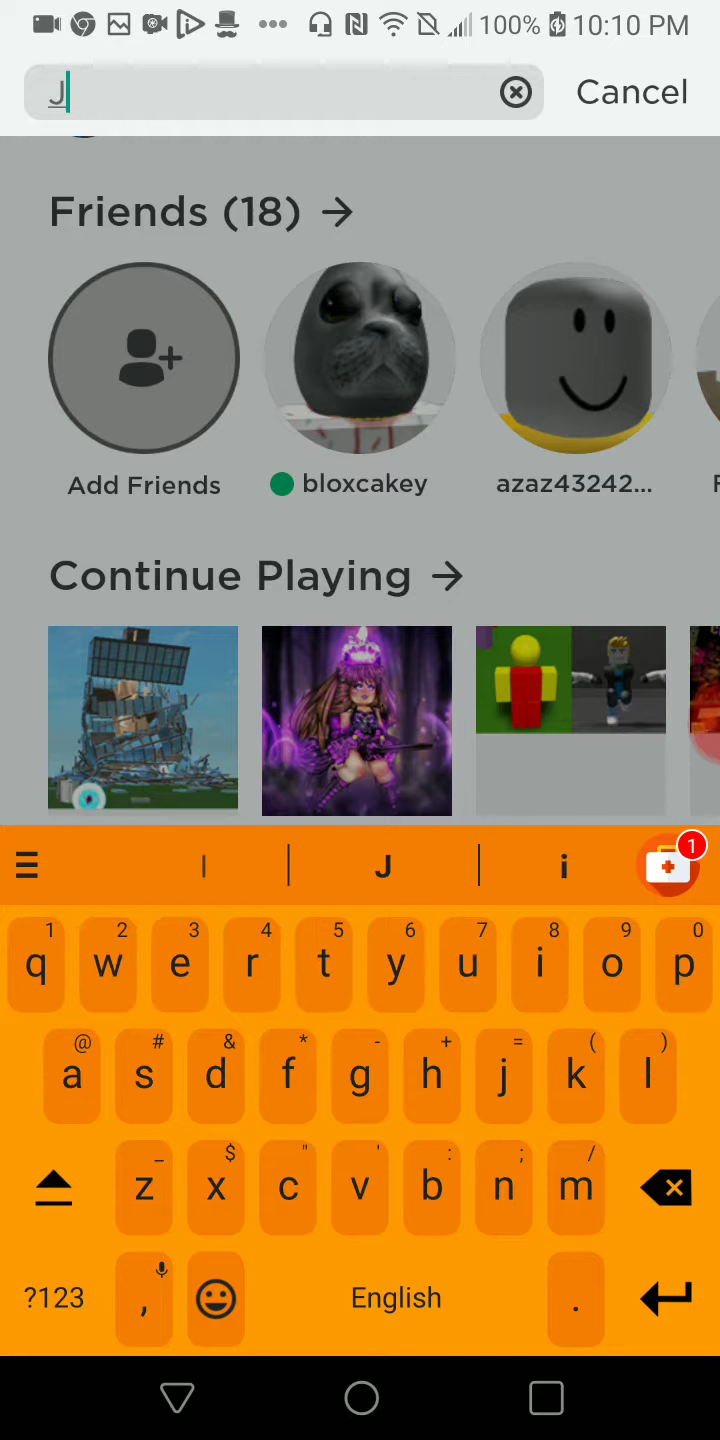 100% 10:10 PM
J Cancel
Friends (18) →
Add Friends bloxcakey azaz43242...
Continue Playing →
I J i 1
1 2 3 4 5 6 7 8 9 0
q w e r t y u i o p
@ # & * - + = ( )
a s d f g h j k l
_ $ " ' : ; /
z x c v b n m
?123 , English .